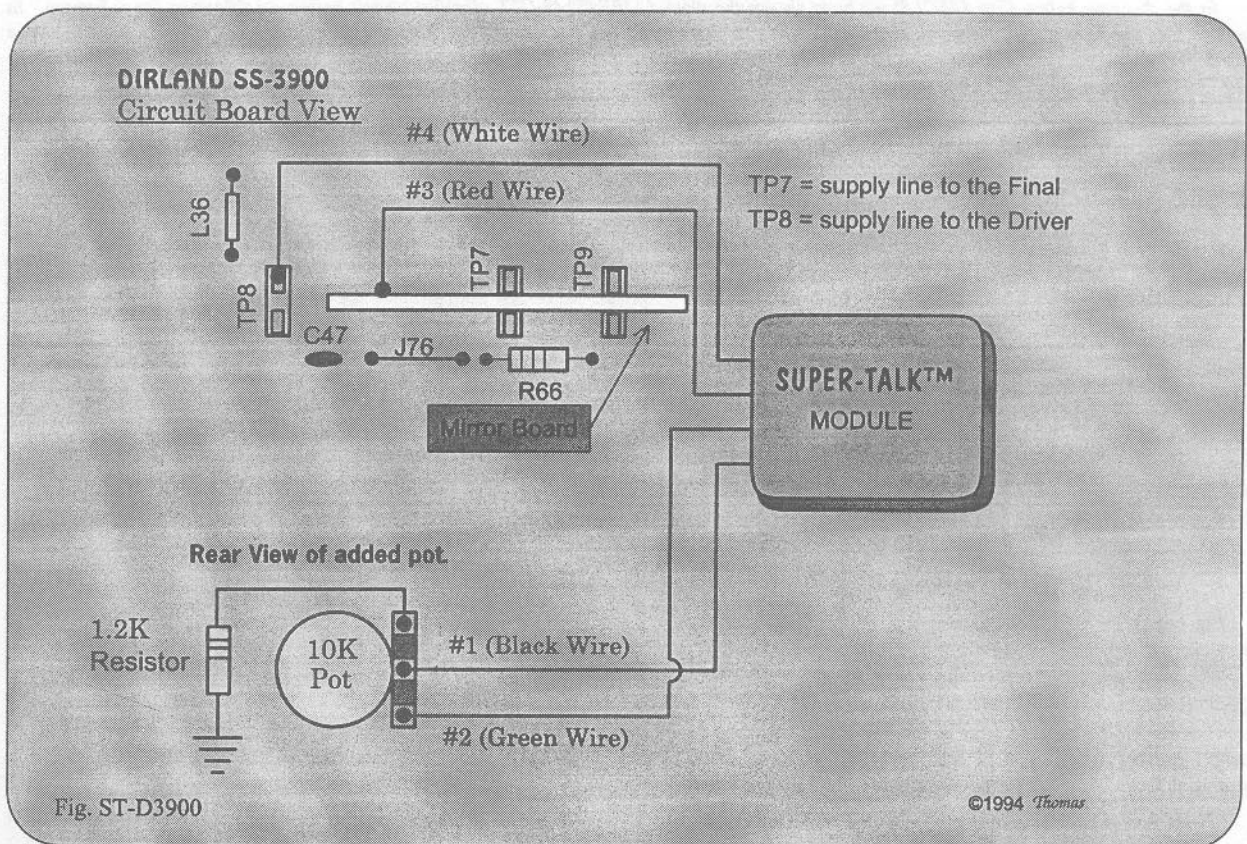 DIRLAND SS-3900
Circuit Board View
#4 (White Wire)
#3 (Red Wire)
TP7 = supply line to the Final
TP8 = supply line to the Driver
L36
TP8
TP7
TP9
C47
J76
R66
Mirror Board
SUPER-TALK™
MODULE
Rear View of added pot.
1.2K
Resistor
10K
Pot
#1 (Black Wire)
#2 (Green Wire)
Fig. ST-D3900
©1994 Thomas